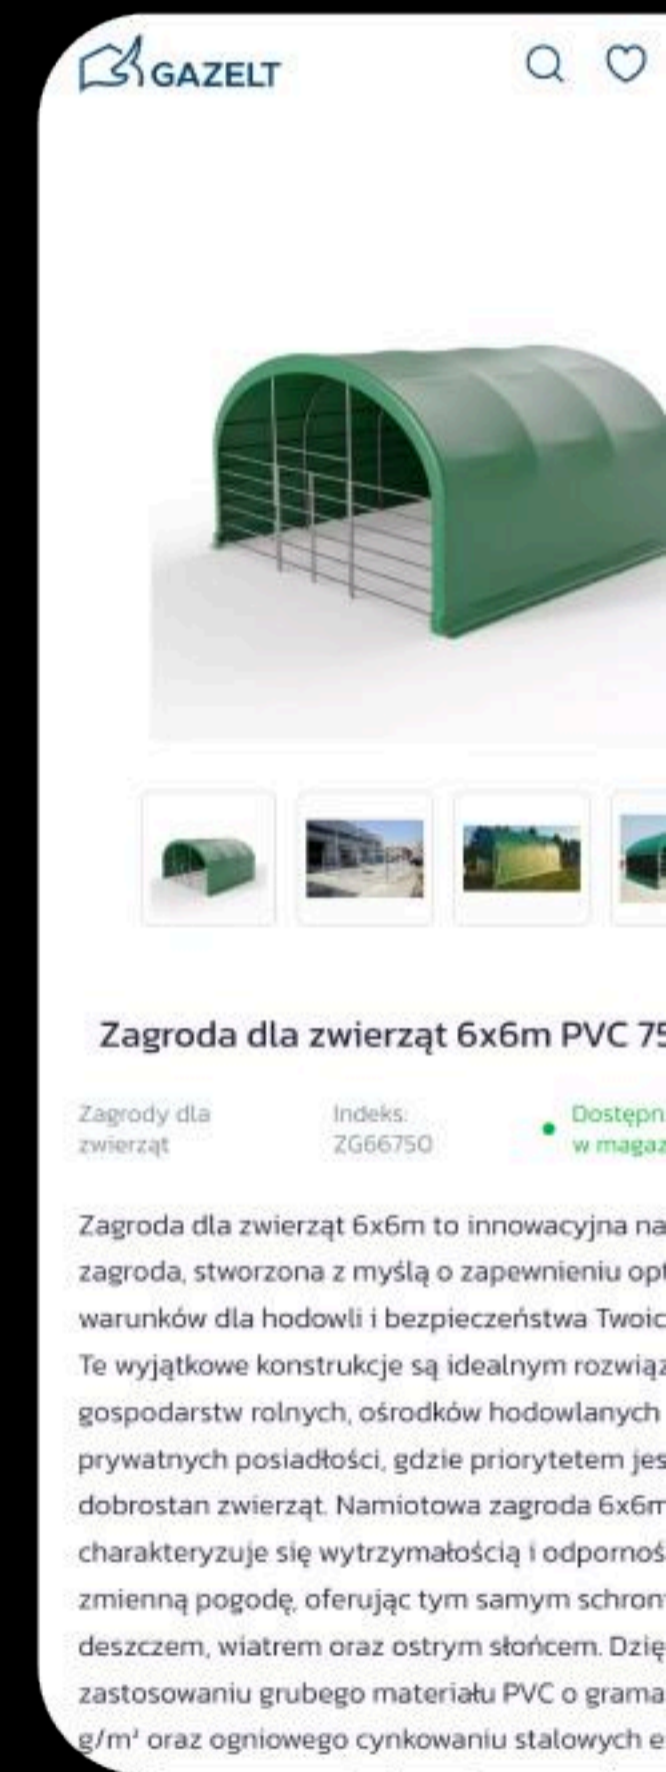 GAZELT
Zagroda dla zwierząt 6x6m PVC 75
Zagrody dla
zwierząt
Indeks:
ZG66750
Dostępn
w magaz
Zagroda dla zwierząt 6x6m to innowacyjna na
zagroda, stworzona z myślą o zapewnieniu opt
warunków dla hodowli i bezpieczeństwa Twoic
Te wyjątkowe konstrukcje są idealnym rozwiąz
gospodarstw rolnych, ośrodków hodowlanych
prywatnych posiadłości, gdzie priorytetem jes
dobrostan zwierząt. Namiotowa zagroda 6x6m
charakteryzuje się wytrzymałością i odpornoś
zmienną pogodę, oferując tym samym schron
deszczem, wiatrem oraz ostrym słońcem. Dzię
zastosowaniu grubego materiału PVC o grama
g/m² oraz ogniowego cynkowaniu stalowych e